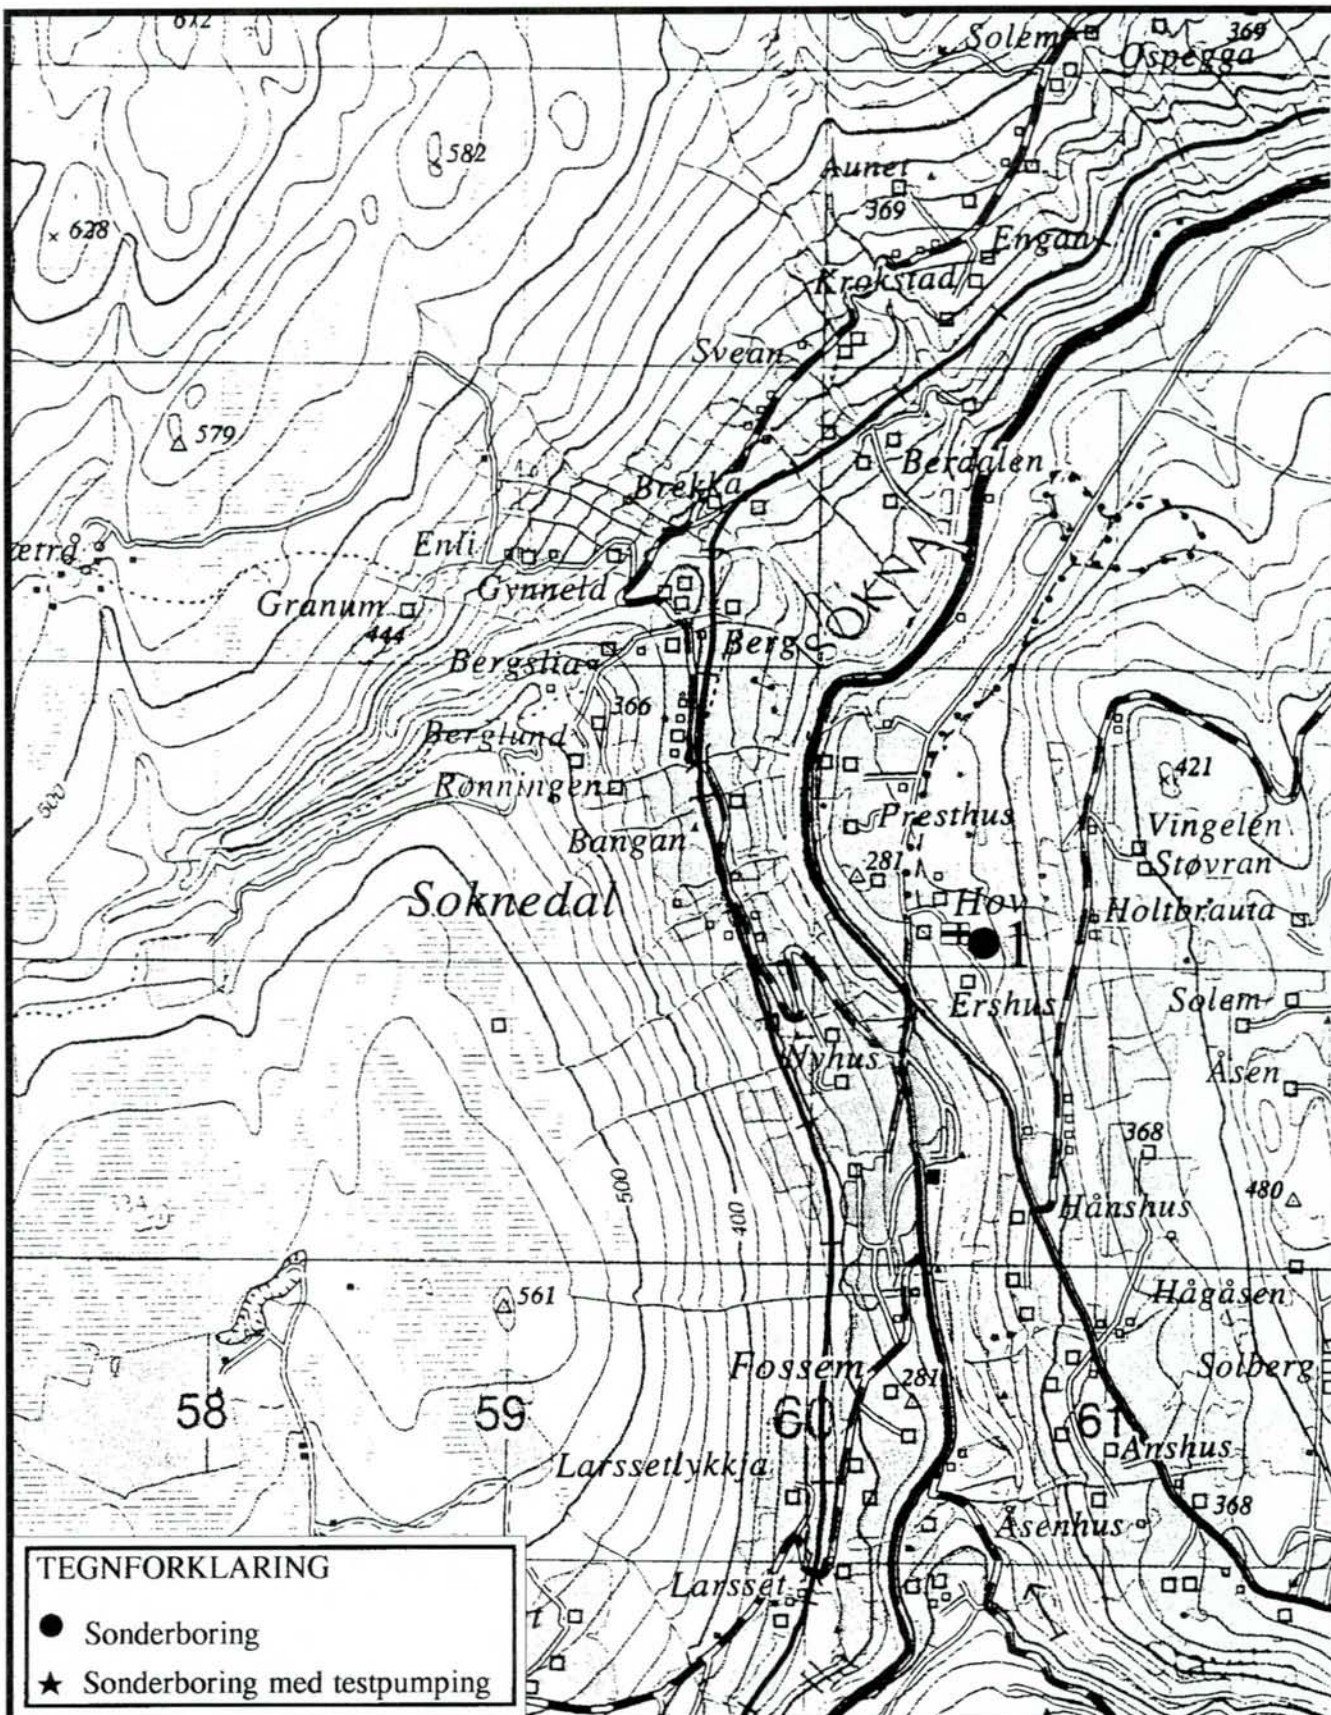 612
Solem
369
Ospegga
582
Aunet
369
628
Engan
Krokstad
Svean
579
Berdalen
Brekka
Enli
ætrå
Gynneld
Granum
444
SOKNA
Berg
Bergslia
366
Berglund
421
Rønningen
500
Presthus
Vingelen
Bangan
Støvran
281
Soknedal
Hov
Holtbrauta
1
Ershus
Solem
Nyhus
Åsen
368
500
400
480
Hånshus
561
Hågåsen
Fossem
Solberg
281
58
59
60
61
Anshus
Larssetlykkja
368
Åsenhus
TEGNFORKLARING
Larsset
Sonderboring
t
Sonderboring med testpumping